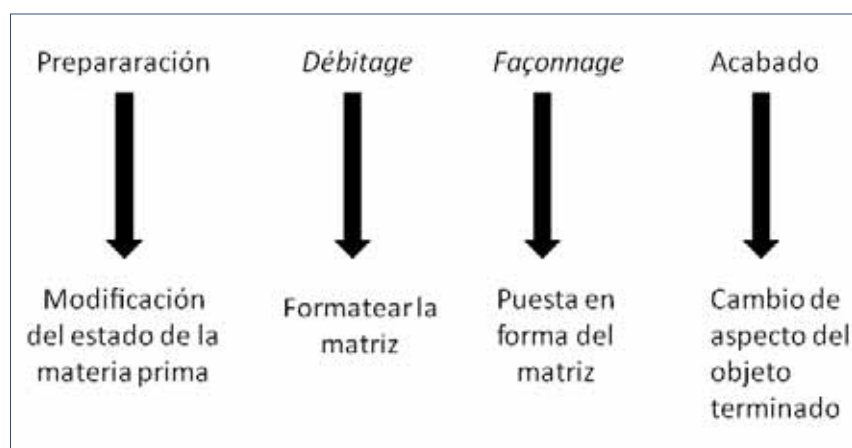 Prepararación
Débitage
Façonnage
Acabado
Modificación
del estado de la
materia prima
Formatear la
matriz
Puesta en
forma del
matriz
Cambio de
aspecto del
objeto
terminado